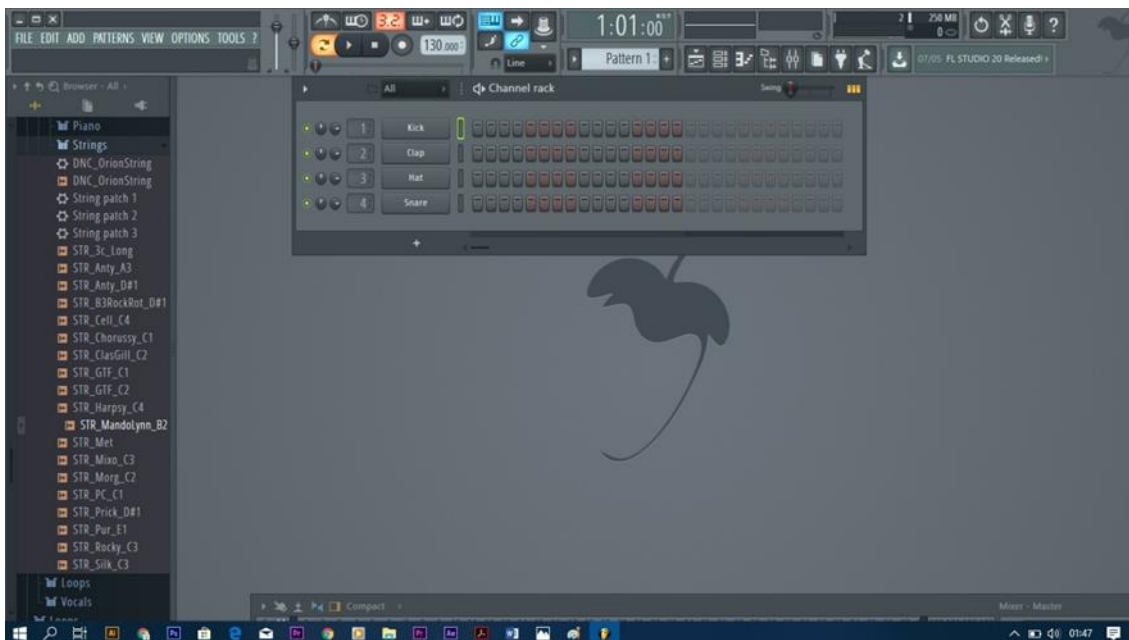 3.2
1:01:00
250 MB
2
0
FILE EDIT ADD PATTERNS VIEW OPTIONS TOOLS ?
130.000
Line
Pattern 1
07/05 FL STUDIO 20 Released!
Browser - All
All
Channel rack
Swing
Piano
Strings
DNC_OrionString
DNC_OrionString
String patch 1
String patch 2
String patch 3
STR_3c_Long
STR_Anty_A3
STR_Anty_D#1
STR_B3RockRot_D#1
STR_Cell_C4
STR_Chorussy_C1
STR_ClasGill_C2
STR_GTF_C1
STR_GTF_C2
STR_Harpsy_C4
STR_MandoLynn_B2
STR_Met
STR_Mixo_C3
STR_Morg_C2
STR_PC_C1
STR_Prick_D#1
STR_Pur_E1
STR_Rocky_C3
STR_Silk_C3
Loops
Vocals
1 Kick
2 Clap
3 Hat
4 Snare
+
Compact
Mixer - Master
01:47